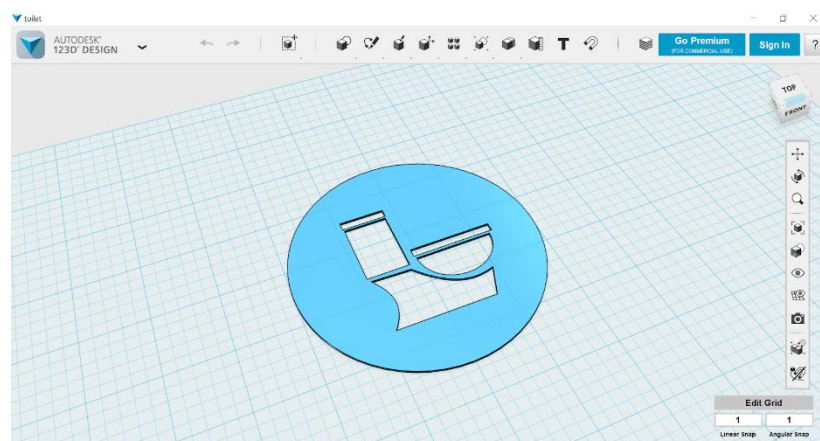 toilet
AUTODESK®
123D® DESIGN
T
Go Premium
(FOR COMMERCIAL USE)
Sign In
?
TOP
FRONT
Edit Grid
1 1
Linear Snap Angular Snap